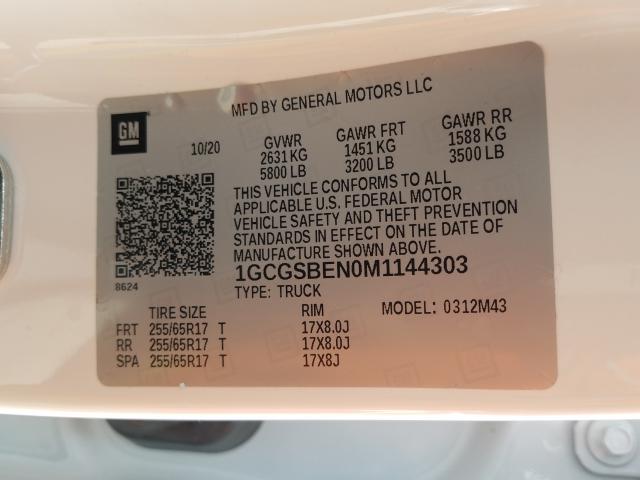 MFD BY GENERAL MOTORS LLC
GM
10/20
GVWR GAWR FRT GAWR RR
2631 KG 1451 KG 1588 KG
5800 LB 3200 LB 3500 LB
THIS VEHICLE CONFORMS TO ALL
APPLICABLE U.S. FEDERAL MOTOR
VEHICLE SAFETY AND THEFT PREVENTION
STANDARDS IN EFFECT ON THE DATE OF
MANUFACTURE SHOWN ABOVE.
1GCGSBEN0M1144303
8624
TYPE: TRUCK MODEL: 0312M43
TIRE SIZE RIM
FRT 255/65R17 T 17X8.0J
RR 255/65R17 T 17X8.0J
SPA 255/65R17 T 17X8J